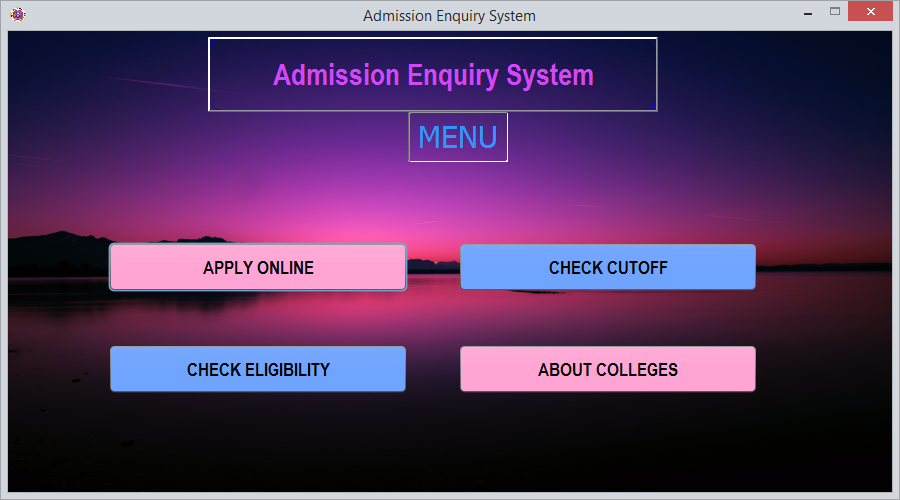 Admission Enquiry System
Admission Enquiry System
MENU
APPLY ONLINE
CHECK CUTOFF
CHECK ELIGIBILITY
ABOUT COLLEGES